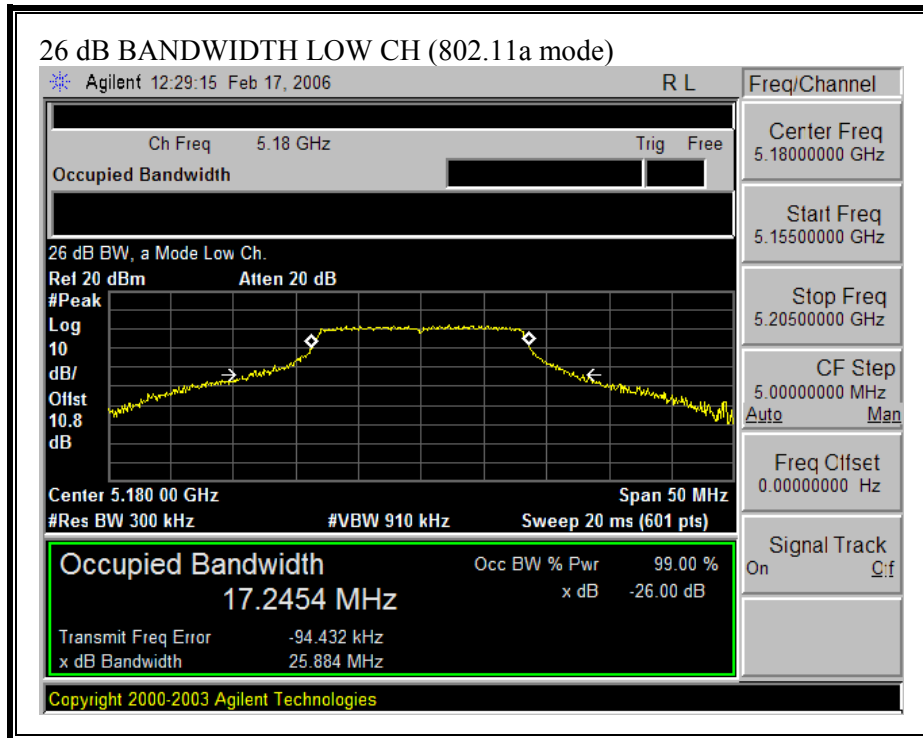 26 dB BANDWIDTH LOW CH (802.11a mode)
Agilent 12:29:15 Feb 17, 2006 R L
Ch Freq 5.18 GHz Trig Free
Occupied Bandwidth
26 dB BW, a Mode Low Ch.
Ref 20 dBm Atten 20 dB
#Peak
Log
10
dB/
Offst
10.8
dB
Center 5.180 00 GHz Span 50 MHz
#Res BW 300 kHz #VBW 910 kHz Sweep 20 ms (601 pts)
Occupied Bandwidth Occ BW % Pwr 99.00 %
17.2454 MHz x dB -26.00 dB
Transmit Freq Error -94.432 kHz
x dB Bandwidth 25.884 MHz
Copyright 2000-2003 Agilent Technologies
Freq/Channel
Center Freq
5.18000000 GHz
Start Freq
5.15500000 GHz
Stop Freq
5.20500000 GHz
CF Step
5.00000000 MHz
Auto Man
Freq Offset
0.00000000 Hz
Signal Track
On Off